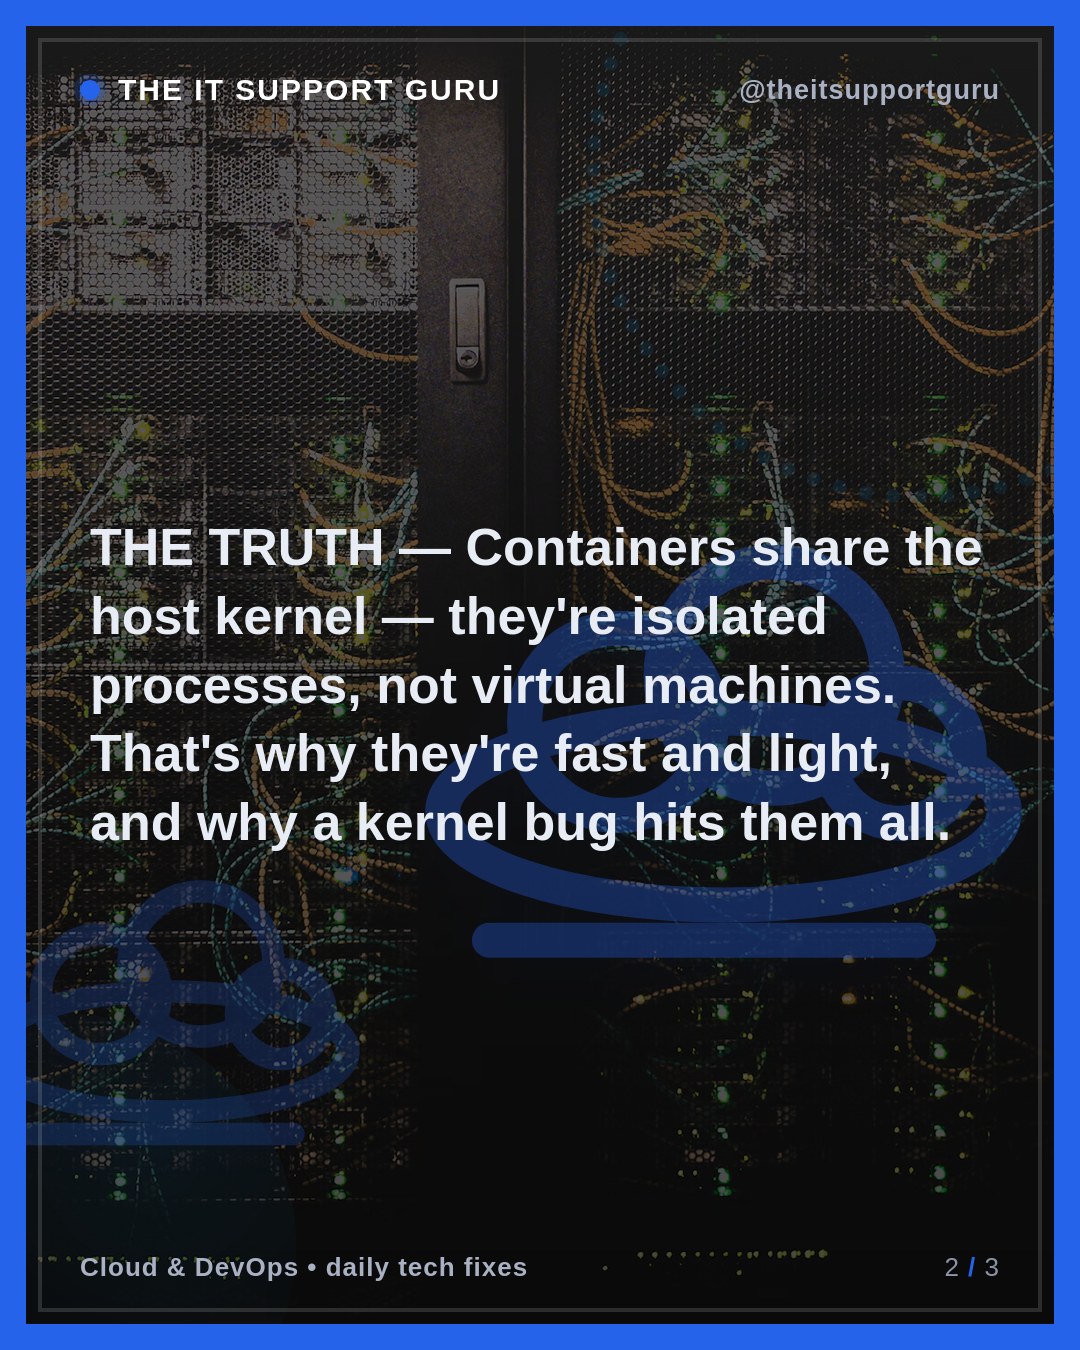 THE IT SUPPORT GURU
@theitsupportguru
THE TRUTH — Containers share the
host kernel — they're isolated
processes, not virtual machines.
That's why they're fast and light,
and why a kernel bug hits them all.
Cloud & DevOps • daily tech fixes
2 / 3